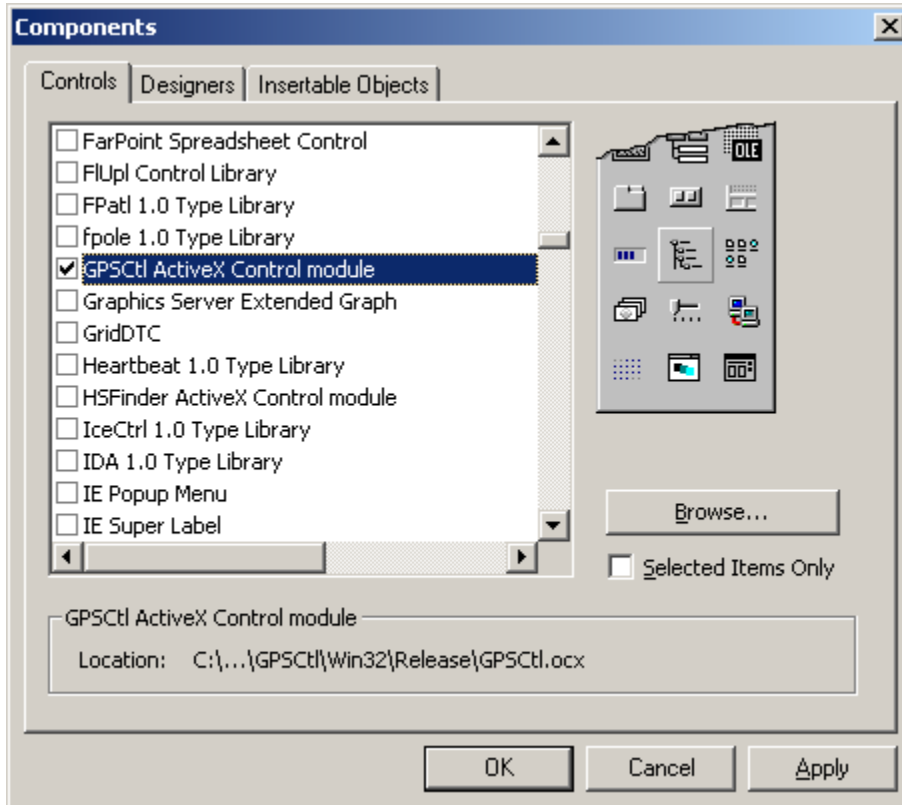 Components
Controls
Designers
Insertable Objects
FarPoint Spreadsheet Control
FlUpl Control Library
FPatl 1.0 Type Library
fpole 1.0 Type Library
GPSCtl ActiveX Control module
Graphics Server Extended Graph
GridDTC
Heartbeat 1.0 Type Library
HSFinder ActiveX Control module
IceCtrl 1.0 Type Library
IDA 1.0 Type Library
IE Popup Menu
IE Super Label
OLE
Browse...
Selected Items Only
GPSCtl ActiveX Control module
Location: C:\...\GPSCtl\Win32\Release\GPSCtl.ocx
OK
Cancel
Apply